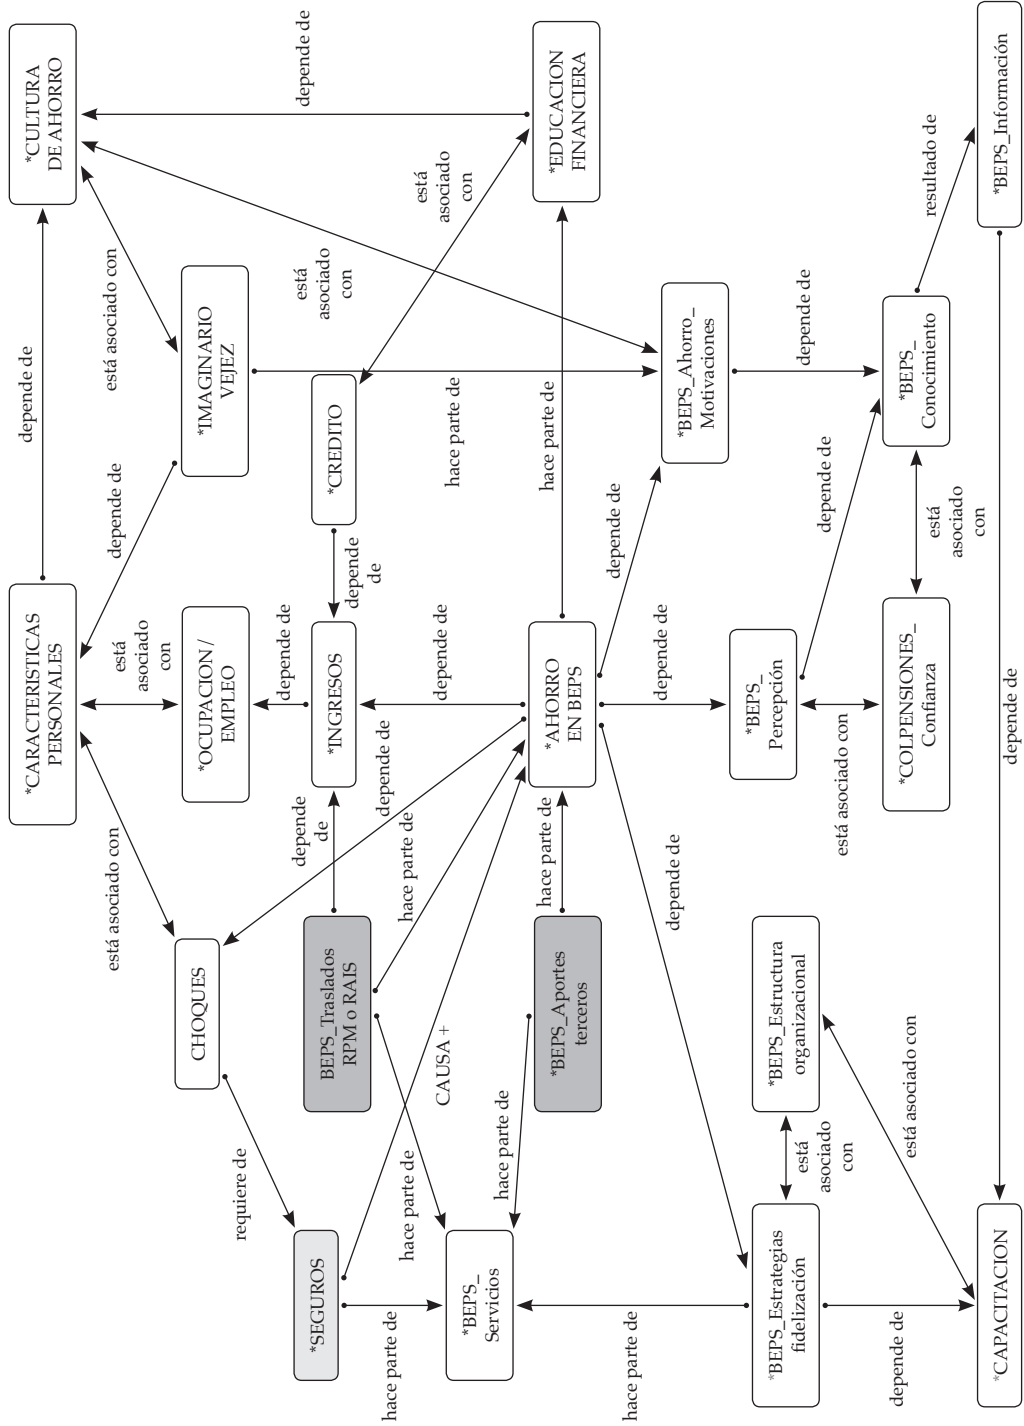 depende de
*CARACTERISTICAS
PERSONALES
*CULTURA
DE AHORRO
está asociado con
está
asociado
con
depende de
está asociado con
CHOQUES
*OCUPACION /
EMPLEO
*IMAGINARIO
VEJEZ
requiere de
depende
de
depende de
depende
de
está
asociado
con
depende de
*SEGUROS
BEPS_Traslados
RPM o RAIS
*INGRESOS
*CREDITO
hace parte de
hace parte de
CAUSA +
hace parte de
depende de
depende de
hace parte de
está
asociado
con
*BEPS_
Servicios
hace parte de
*BEPS_Aportes
terceros
hace parte de
*AHORRO
EN BEPS
hace parte de
*EDUCACION
FINANCIERA
hace parte de
depende de
depende de
depende de
*BEPS_Ahorro_
Motivaciones
*BEPS_Estrategias
fidelización
está
asociado
con
*BEPS_Estructura
organizacional
*BEPS_
Percepción
depende de
depende de
depende de
está asociado con
está asociado con
*COLPENSIONES_
Confianza
está
asociado
con
*BEPS_
Conocimiento
resultado de
*CAPACITACION
depende de
*BEPS_Información